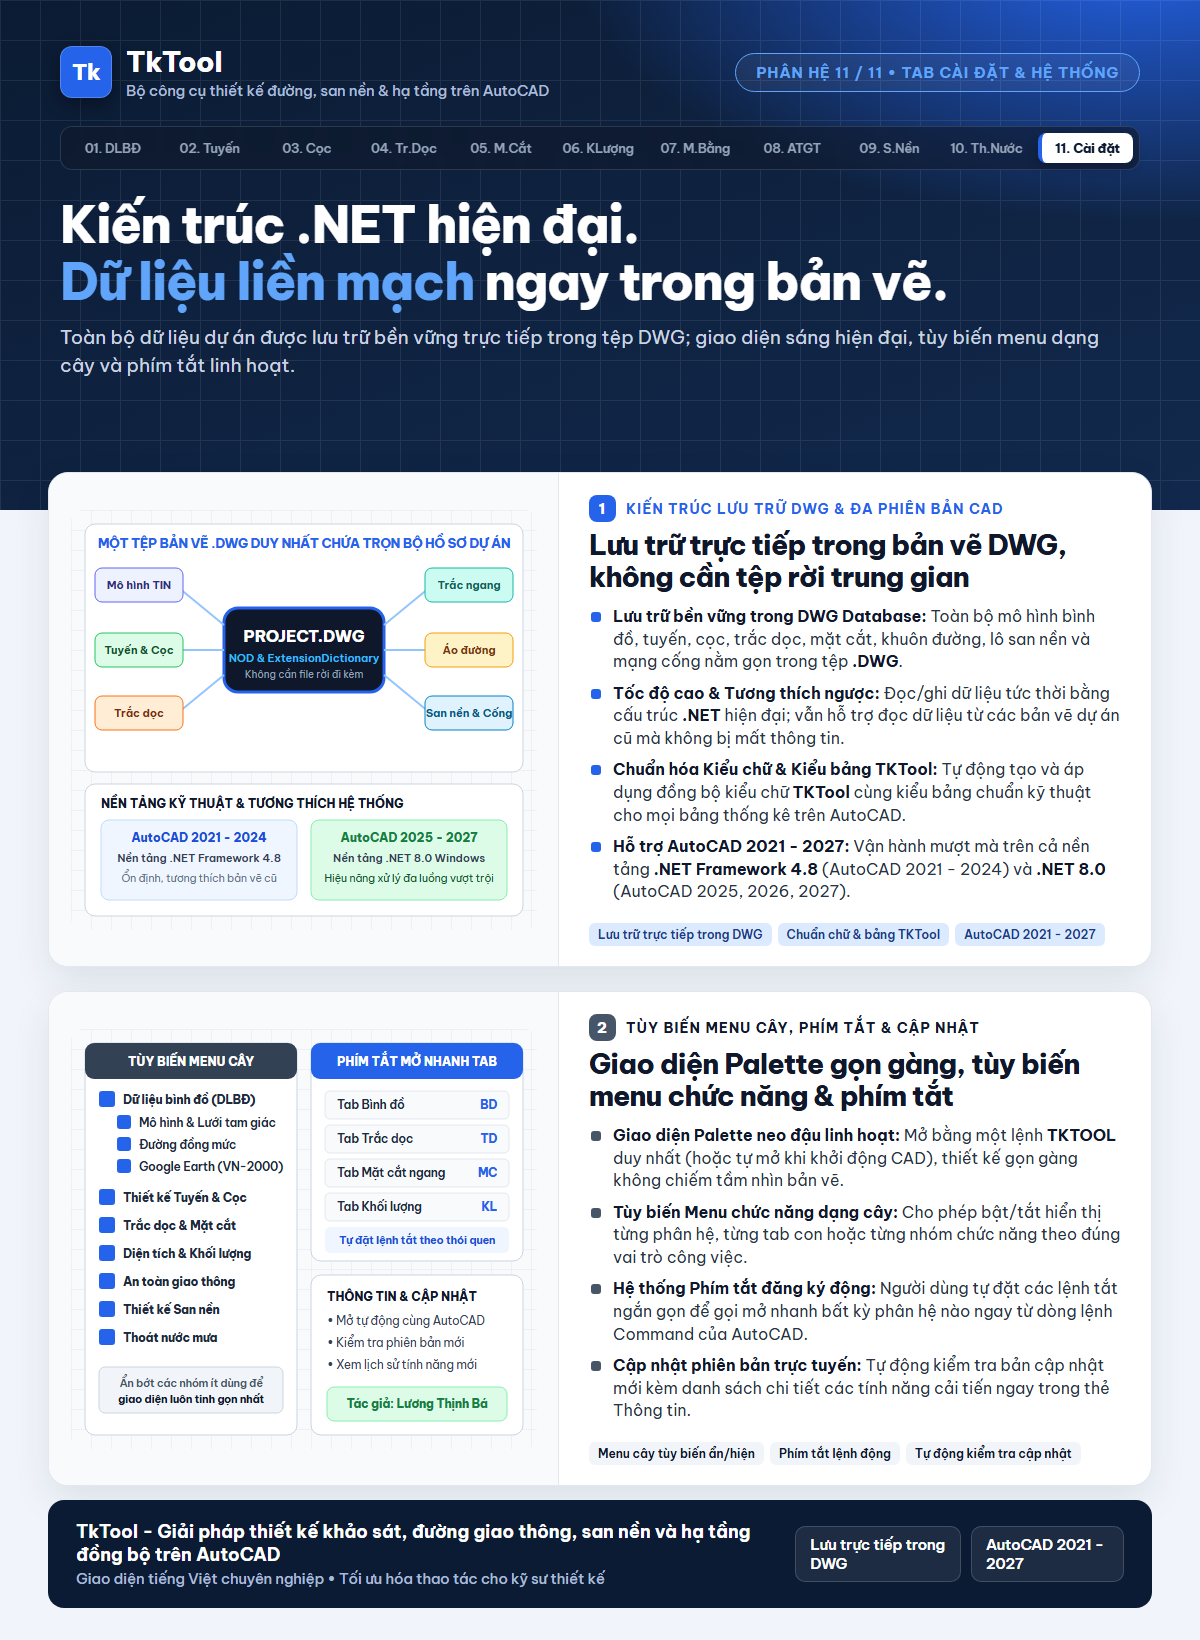 Tk
TkTool
Bộ công cụ thiết kế đường, san nền & hạ tầng trên AutoCAD
PHÂN HỆ 11 / 11 • TAB CÀI ĐẶT & HỆ THỐNG
01. DLBĐ
02. Tuyến
03. Cọc
04. Tr.Dọc
05. M.Cắt
06. KLượng
07. M.Bằng
08. ATGT
09. S.Nền
10. Th.Nước
11. Cài đặt
Kiến trúc .NET hiện đại.
Dữ liệu liền mạch ngay trong bản vẽ.
Toàn bộ dữ liệu dự án được lưu trữ bền vững trực tiếp trong tệp DWG; giao diện sáng hiện đại, tùy biến menu dạng
cây và phím tắt linh hoạt.
MỘT TỆP BẢN VẼ .DWG DUY NHẤT CHỨA TRỌN BỘ HỒ SƠ DỰ ÁN
Mô hình TIN
Tuyến & Cọc
Trắc dọc
PROJECT.DWG
NOD & ExtensionDictionary
Không cần file rời đi kèm
Trắc ngang
Áo đường
San nền & Cống
NỀN TẢNG KỸ THUẬT & TƯƠNG THÍCH HỆ THỐNG
AutoCAD 2021 - 2024
Nền tảng .NET Framework 4.8
Ổn định, tương thích bản vẽ cũ
AutoCAD 2025 - 2027
Nền tảng .NET 8.0 Windows
Hiệu năng xử lý đa luồng vượt trội
1
KIẾN TRÚC LƯU TRỮ DWG & ĐA PHIÊN BẢN CAD
Lưu trữ trực tiếp trong bản vẽ DWG,
không cần tệp rời trung gian
Lưu trữ bền vững trong DWG Database: Toàn bộ mô hình bình
đồ, tuyến, cọc, trắc dọc, mặt cắt, khuôn đường, lô san nền và
mạng cống nằm gọn trong tệp .DWG.
Tốc độ cao & Tương thích ngược: Đọc/ghi dữ liệu tức thời bằng
cấu trúc .NET hiện đại; vẫn hỗ trợ đọc dữ liệu từ các bản vẽ dự án
cũ mà không bị mất thông tin.
Chuẩn hóa Kiểu chữ & Kiểu bảng TKTool: Tự động tạo và áp
dụng đồng bộ kiểu chữ TKTool cùng kiểu bảng chuẩn kỹ thuật
cho mọi bảng thống kê trên AutoCAD.
Hỗ trợ AutoCAD 2021 - 2027: Vận hành mượt mà trên cả nền
tảng .NET Framework 4.8 (AutoCAD 2021 - 2024) và .NET 8.0
(AutoCAD 2025, 2026, 2027).
Lưu trữ trực tiếp trong DWG
Chuẩn chữ & bảng TKTool
AutoCAD 2021 - 2027
TÙY BIẾN MENU CÂY
Dữ liệu bình đồ (DLBĐ)
Mô hình & Lưới tam giác
Đường đồng mức
Google Earth (VN-2000)
Thiết kế Tuyến & Cọc
Trắc dọc & Mặt cắt
Diện tích & Khối lượng
An toàn giao thông
Thiết kế San nền
Thoát nước mưa
Ẩn bớt các nhóm ít dùng để
giao diện luôn tinh gọn nhất
PHÍM TẮT MỞ NHANH TAB
Tab Bình đồ BD
Tab Trắc dọc TD
Tab Mặt cắt ngang MC
Tab Khối lượng KL
Tự đặt lệnh tắt theo thói quen
THÔNG TIN & CẬP NHẬT
• Mở tự động cùng AutoCAD
• Kiểm tra phiên bản mới
• Xem lịch sử tính năng mới
Tác giả: Lương Thịnh Bá
2
TÙY BIẾN MENU CÂY, PHÍM TẮT & CẬP NHẬT
Giao diện Palette gọn gàng, tùy biến
menu chức năng & phím tắt
Giao diện Palette neo đậu linh hoạt: Mở bằng một lệnh TKTOOL
duy nhất (hoặc tự mở khi khởi động CAD), thiết kế gọn gàng
không chiếm tầm nhìn bản vẽ.
Tùy biến Menu chức năng dạng cây: Cho phép bật/tắt hiển thị
từng phân hệ, từng tab con hoặc từng nhóm chức năng theo đúng
vai trò công việc.
Hệ thống Phím tắt đăng ký động: Người dùng tự đặt các lệnh tắt
ngắn gọn để gọi mở nhanh bất kỳ phân hệ nào ngay từ dòng lệnh
Command của AutoCAD.
Cập nhật phiên bản trực tuyến: Tự động kiểm tra bản cập nhật
mới kèm danh sách chi tiết các tính năng cải tiến ngay trong thẻ
Thông tin.
Menu cây tùy biến ẩn/hiện
Phím tắt lệnh động
Tự động kiểm tra cập nhật
TkTool - Giải pháp thiết kế khảo sát, đường giao thông, san nền và hạ tầng
đồng bộ trên AutoCAD
Giao diện tiếng Việt chuyên nghiệp • Tối ưu hóa thao tác cho kỹ sư thiết kế
Lưu trực tiếp trong
DWG
AutoCAD 2021 -
2027